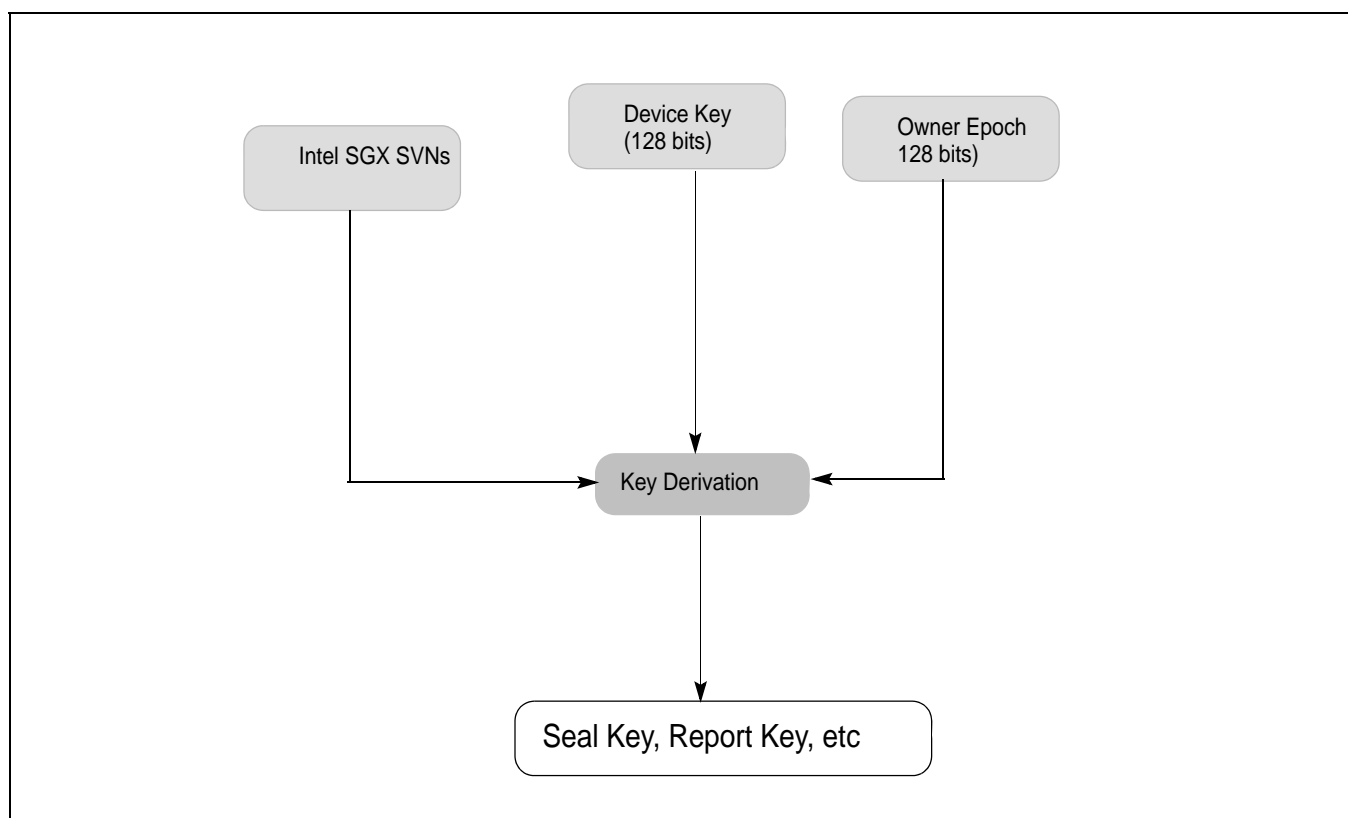 Intel SGX SVNs
Device Key
(128 bits)
Owner Epoch
128 bits)
Key Derivation
Seal Key, Report Key, etc